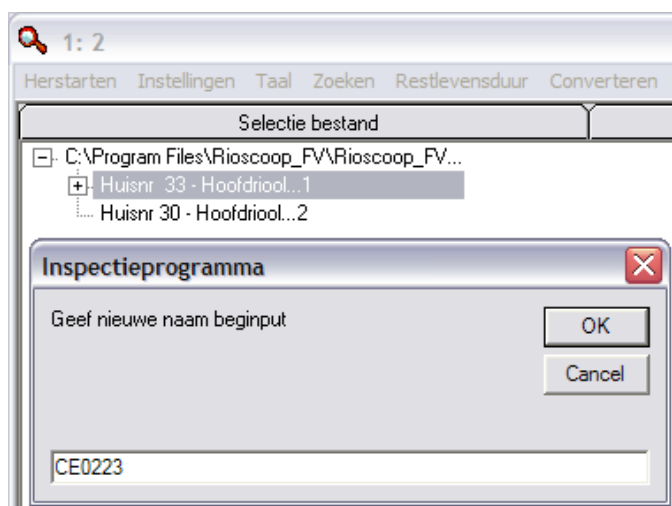 1: 2
Herstarten Instellingen Taal Zoeken Restlevensduur Converteren
Selectie bestand
C:\Program Files\Rioscoop_FV\Rioscoop_FV...
Huisnr 33 - Hoofdriool...1
Huisnr 30 - Hoofdriool...2
Inspectieprogramma
Geef nieuwe naam beginput
OK
Cancel
CE0223